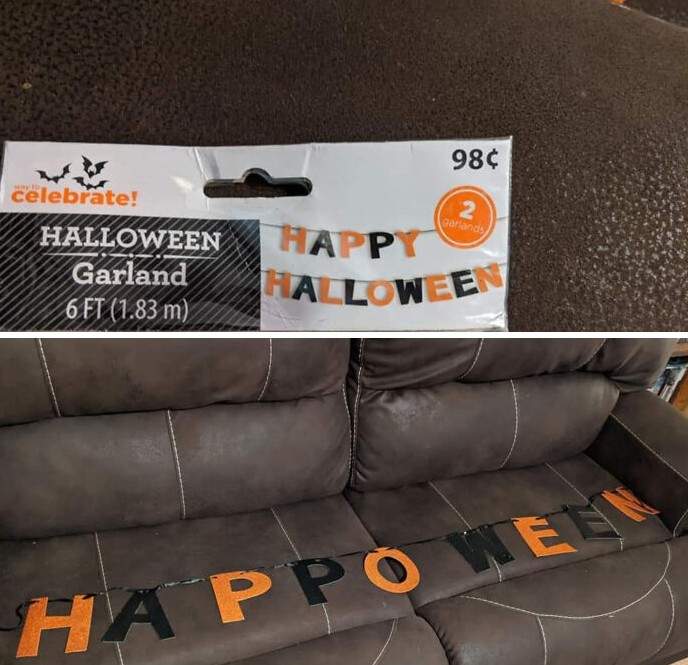 98¢
way to
celebrate!
2
garlands
HALLOWEEN
Garland
6 FT (1.83 m)
HAPPY
HALLOWEEN
HAPPOWEEN